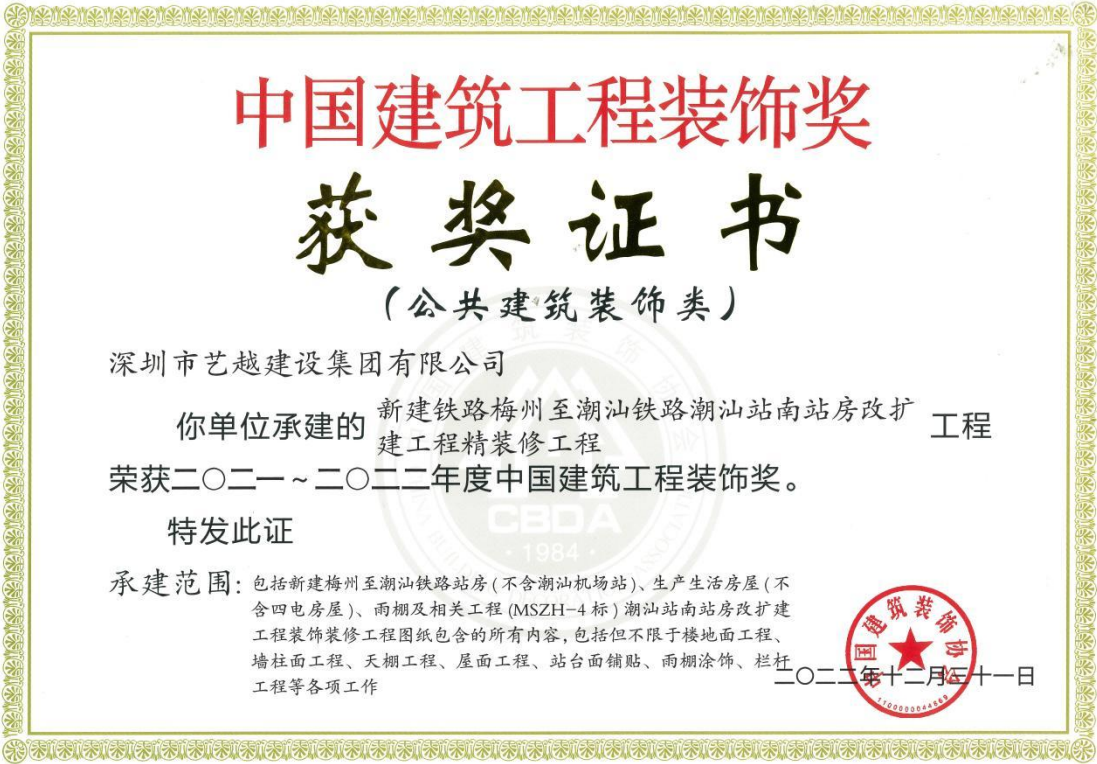 中国建筑工程装饰奖
获奖证书
(公共建筑装饰类)
深圳市艺越建设集团有限公司
你单位承建的 新建铁路梅州至潮汕铁路潮汕站南站房改扩
建工程精装修工程 工程
荣获二〇二一~二〇二二年度中国建筑工程装饰奖。
特发此证
承建范围：包括新建梅州至潮汕铁路站房(不含潮汕机场站)、生产生活房屋(不
含四电房屋)、雨棚及相关工程(MSZH-4标)潮汕站南站房改扩建
工程装饰装修工程图纸包含的所有内容,包括但不限于楼地面工程、
墙柱面工程、天棚工程、屋面工程、站台面铺贴、雨棚涂饰、栏杆
工程等各项工作
二〇二二年十二月三十一日
中国建筑装饰协会
CBDA
·1984·